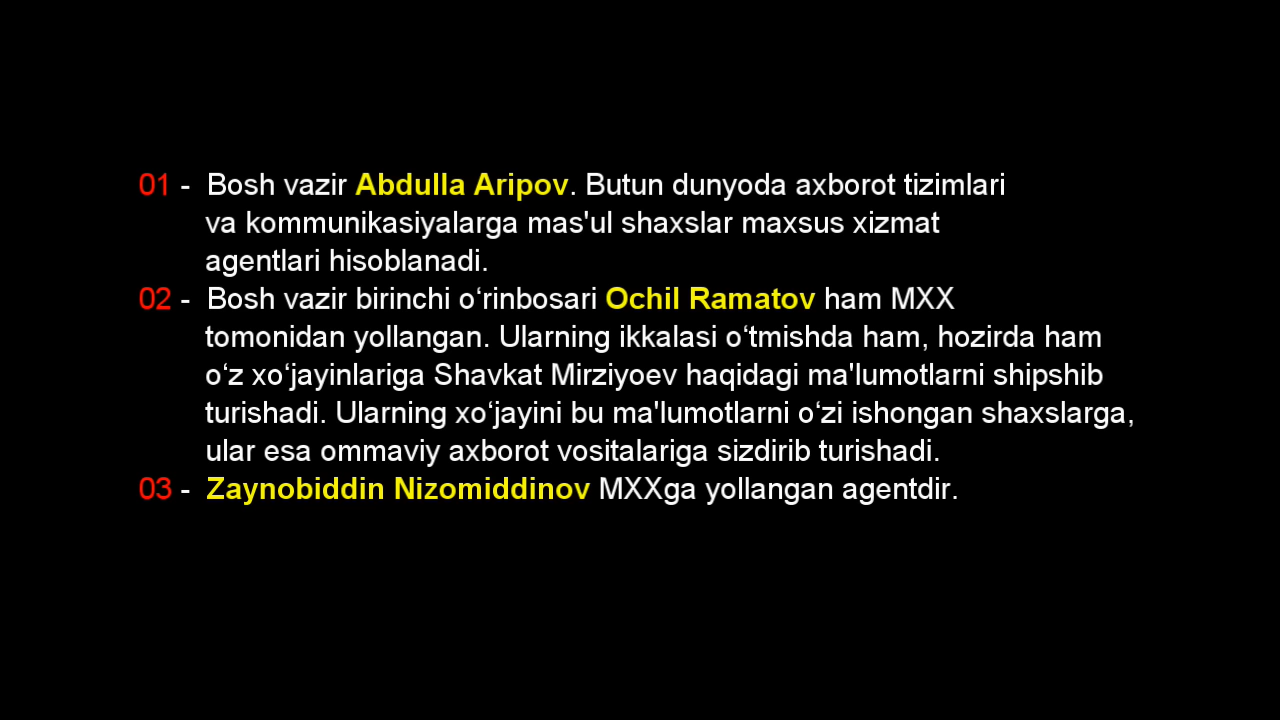 01 - Bosh vazir Abdulla Aripov. Butun dunyoda axborot tizimlari
va kommunikasiyalarga mas'ul shaxslar maxsus xizmat
agentlari hisoblanadi.
02 - Bosh vazir birinchi o‘rinbosari Ochil Ramatov ham MXX
tomonidan yollangan. Ularning ikkalasi o‘tmishda ham, hozirda ham
o‘z xo‘jayinlariga Shavkat Mirziyoev haqidagi ma'lumotlarni shipshib
turishadi. Ularning xo‘jayini bu ma'lumotlarni o‘zi ishongan shaxslarga,
ular esa ommaviy axborot vositalariga sizdirib turishadi.
03 - Zaynobiddin Nizomiddinov MXXga yollangan agentdir.